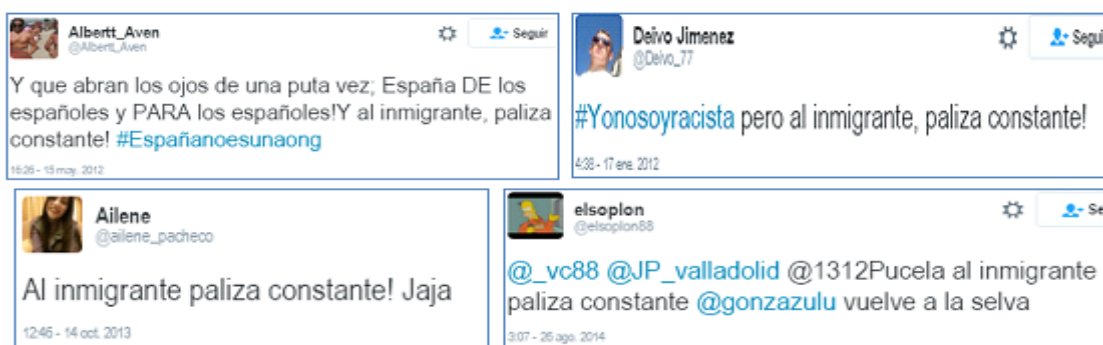 Albertt_Aven
@Albertt_Aven
Seguir
Y que abran los ojos de una puta vez; España DE los
españoles y PARA los españoles!Y al inmigrante, paliza
constante! #Españanoesunaong
16:26 - 15 may. 2012
Deivo Jimenez
@Deivo_77
Segui
#Yonosoyracista pero al inmigrante, paliza constante!
4:38 - 17 ene. 2012
Ailene
@ailene_pacheco
Al inmigrante paliza constante! Jaja
12:46 - 14 oct. 2013
elsoplon
@elsoplon88
Se
@_vc88 @JP_valladolid @1312Pucela al inmigrante
paliza constante @gonzazulu vuelve a la selva
3:07 - 26 ago. 2014